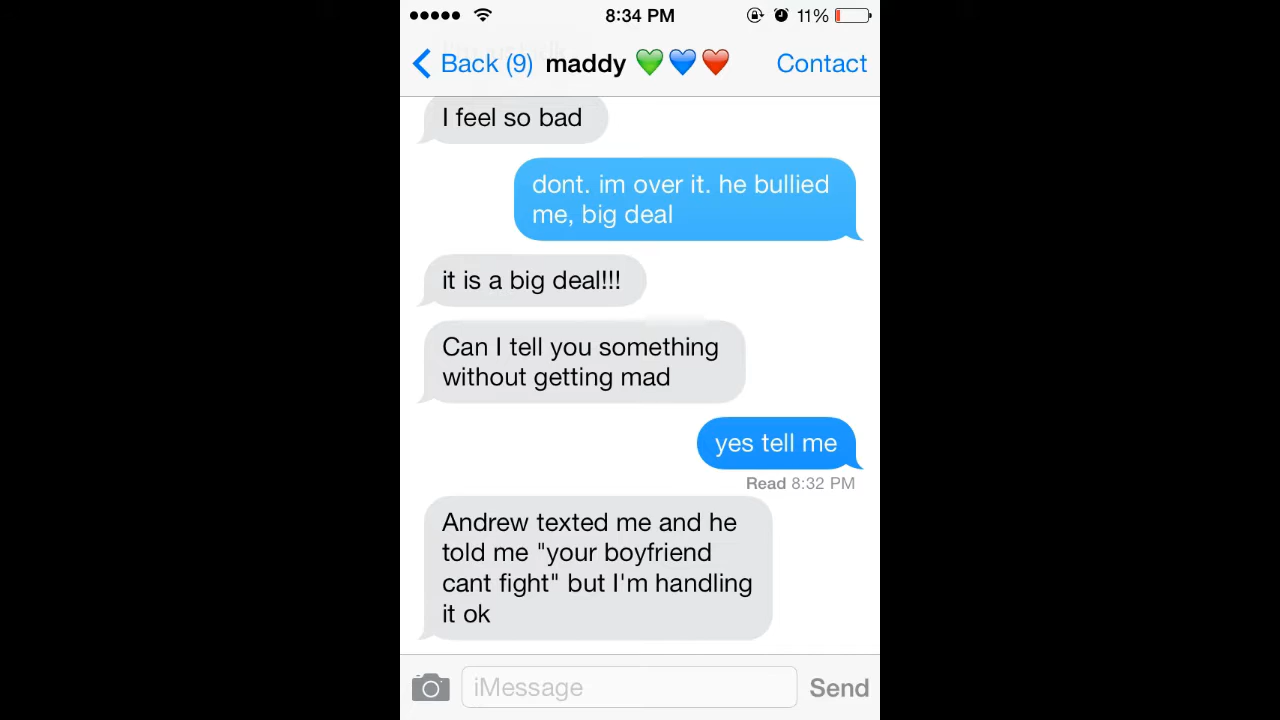 8:34 PM 11%
Back (9) maddy 💚💙❤️ Contact
I feel so bad
dont. im over it. he bullied
me, big deal
it is a big deal!!!
Can I tell you something
without getting mad
yes tell me
Read 8:32 PM
Andrew texted me and he
told me "your boyfriend
cant fight" but I'm handling
it ok
iMessage Send